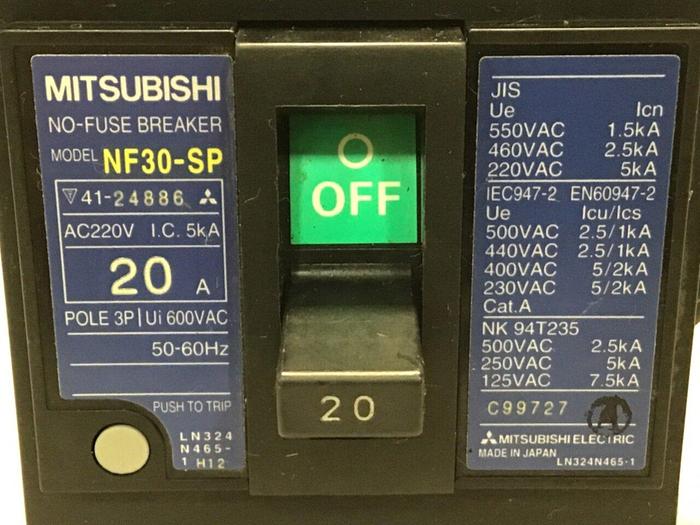 MITSUBISHI
NO-FUSE BREAKER
MODEL NF30-SP
41-24886
AC220V I.C. 5kA
20 A
POLE 3P | Ui 600VAC
50-60Hz
PUSH TO TRIP
LN324
N465-
1 H12
OFF
20
JIS
Ue Icn
550VAC 1.5kA
460VAC 2.5kA
220VAC 5kA
IEC947-2 EN60947-2
Ue Icu/Ics
500VAC 2.5/1kA
440VAC 2.5/1kA
400VAC 5/2kA
230VAC 5/2kA
Cat.A
NK 94T235
500VAC 2.5kA
250VAC 5kA
125VAC 7.5kA
C99727
MITSUBISHI ELECTRIC
MADE IN JAPAN LN324N465-1